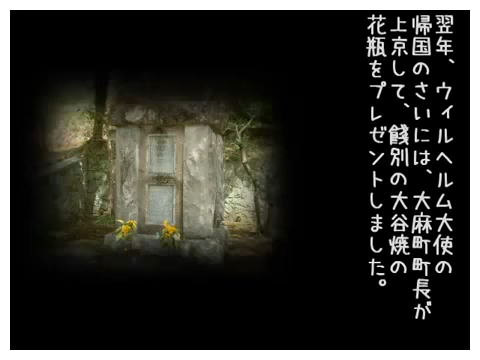 翌年、ウィルヘルム大使の
帰国のさいには、大麻町町長が
上京して、餞別の大谷焼の
花瓶をプレゼントしました。